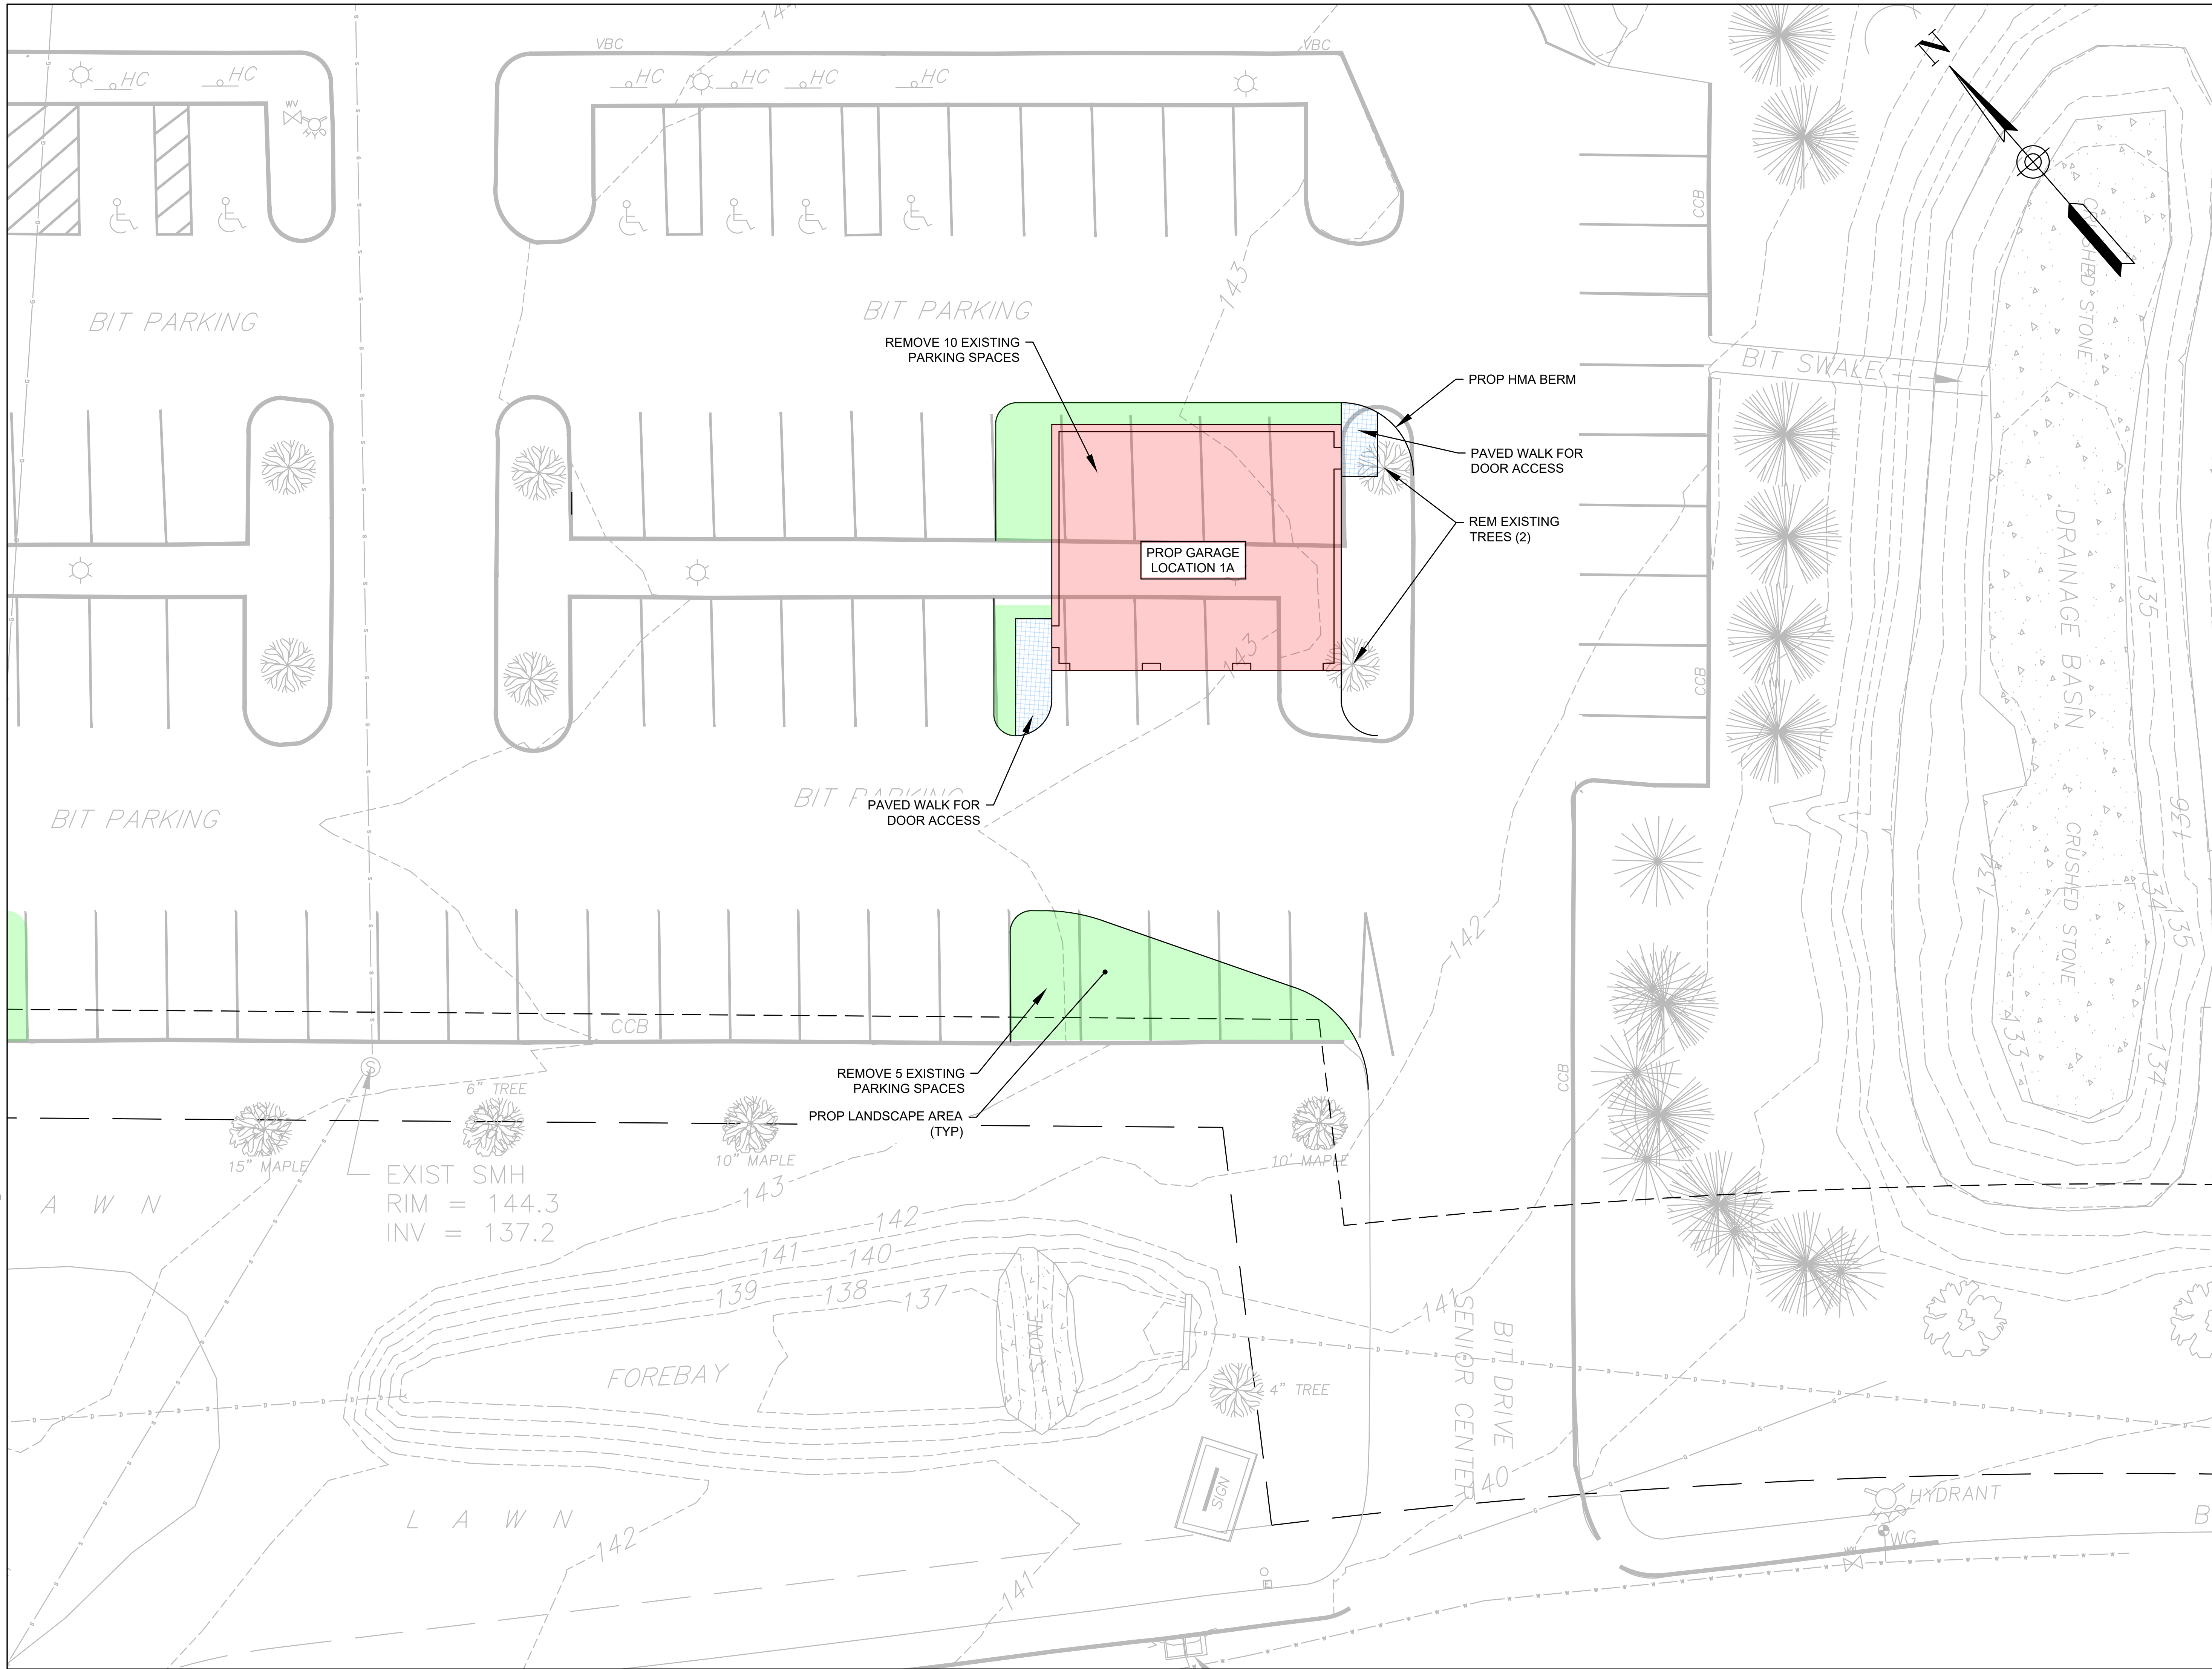 VBC
VBC
HC
HC
HC
HC
HC
HC
WV
N
CCB
CRUSHED STONE
143
BIT PARKING
BIT PARKING
REMOVE 10 EXISTING
PARKING SPACES
BIT SWALE
PROP HMA BERM
PAVED WALK FOR
DOOR ACCESS
REM EXISTING
TREES (2)
PROP GARAGE
LOCATION 1A
DRAINAGE BASIN
135
143
CCB
BIT PARKING
BIT PARKING
PAVED WALK FOR
DOOR ACCESS
136
CRUSHED STONE
134
134
135
142
CCB
133
134
CCB
REMOVE 5 EXISTING
PARKING SPACES
PROP LANDSCAPE AREA
(TYP)
S
6" TREE
15" MAPLE
10" MAPLE
10' MAPLE
EXIST SMH
RIM = 144.3
INV = 137.2
A W N
143
142
141
140
139
138
137
STONE
FOREBAY
141
BIT DRIVE TO
SENIOR CENTER
4" TREE
SIGN
140
HYDRANT
WG
WV
B
L A W N
142
141
E